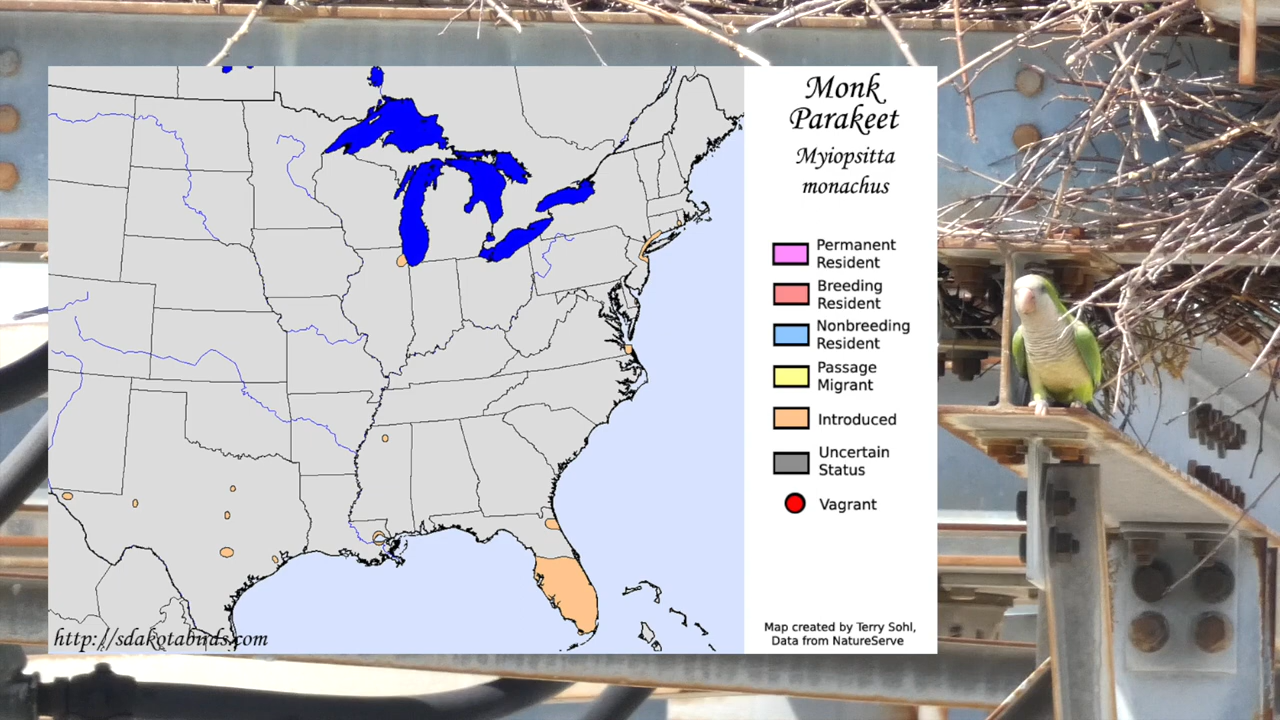 Monk
Parakeet
Myiopsitta
monachus
Permanent
Resident
Breeding
Resident
Nonbreeding
Resident
Passage
Migrant
Introduced
Uncertain
Status
Vagrant
Map created by Terry Sohl,
Data from NatureServe
http://sdakotabirds.com